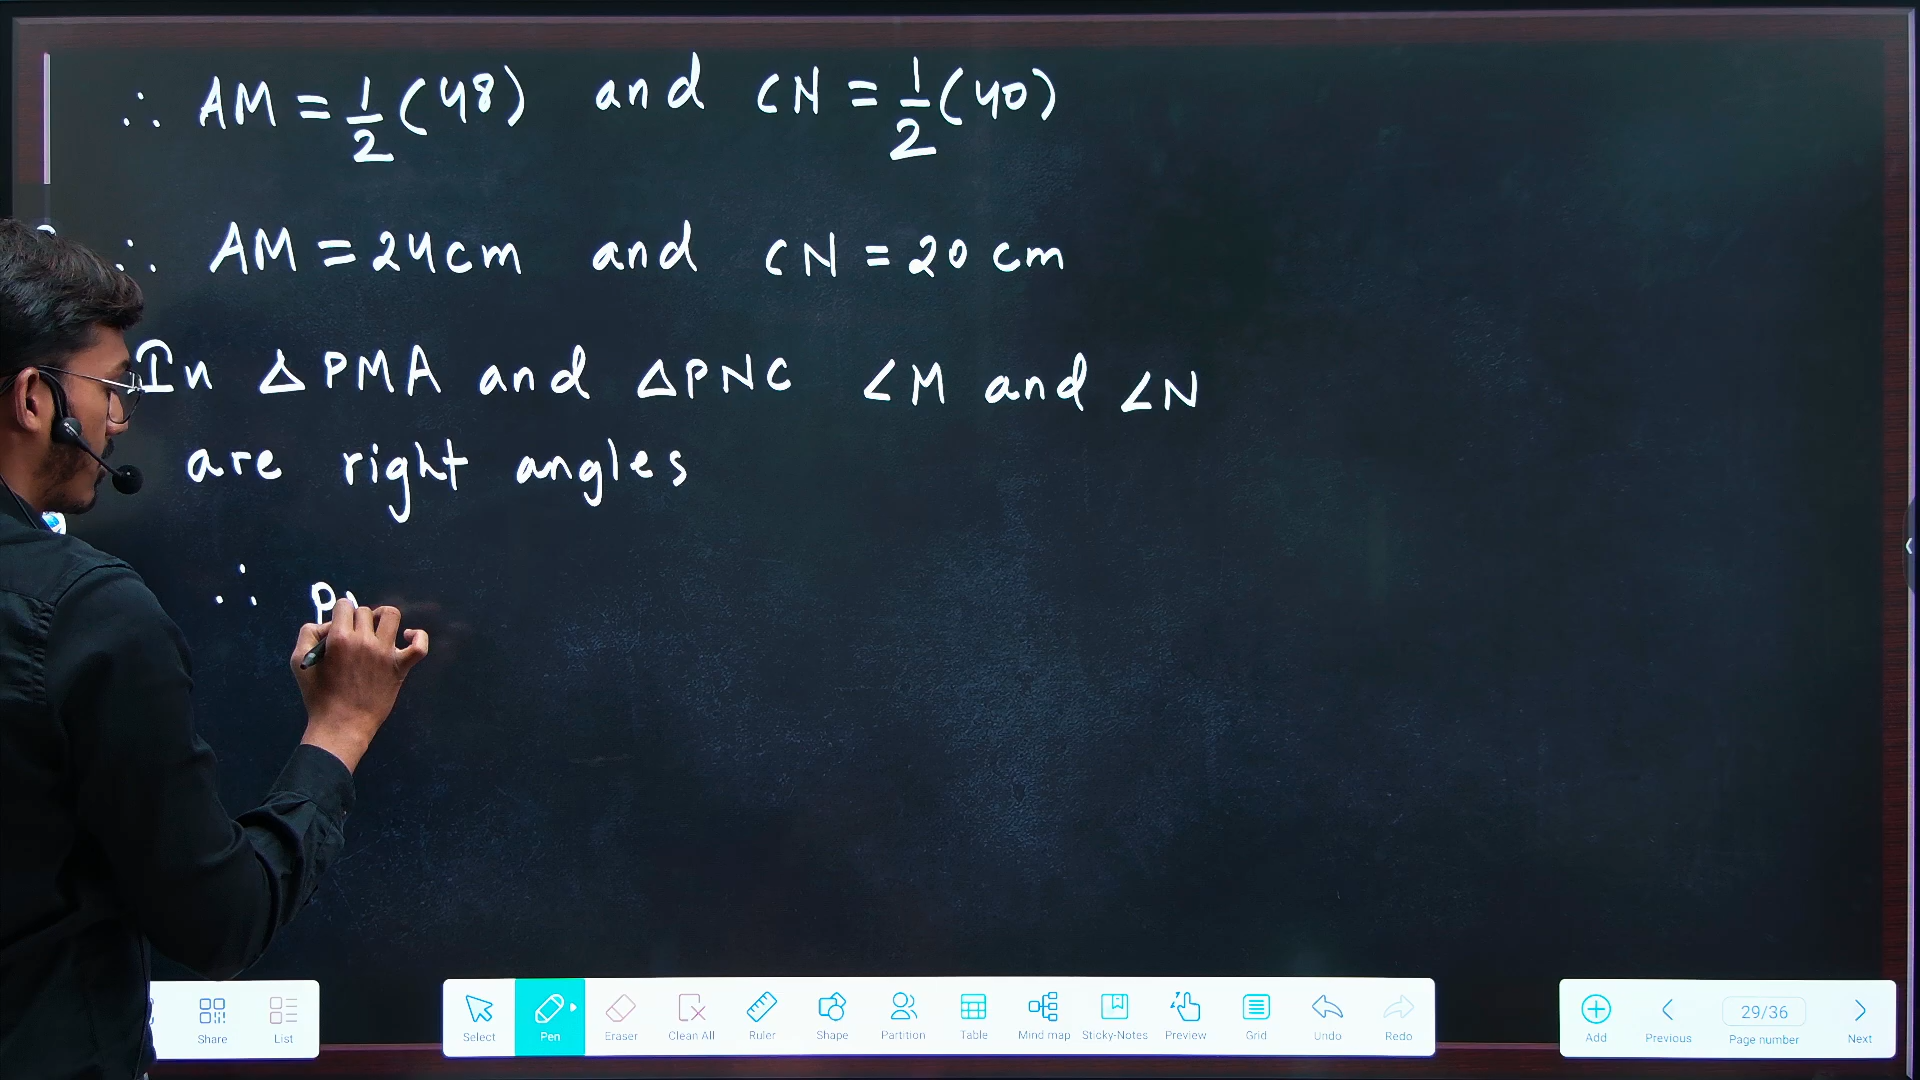 ∴ AM = 1/2 (48) and CN = 1/2 (40)
∴ AM = 24 cm and CN = 20 cm
In △PMA and △PNC ∠M and ∠N
are right angles
∴ P
Share List
Select Pen Eraser Clean All Ruler Shape Partition Table Mind map Sticky-Notes Preview Grid Undo Redo
Add Previous 29/36 Page number Next